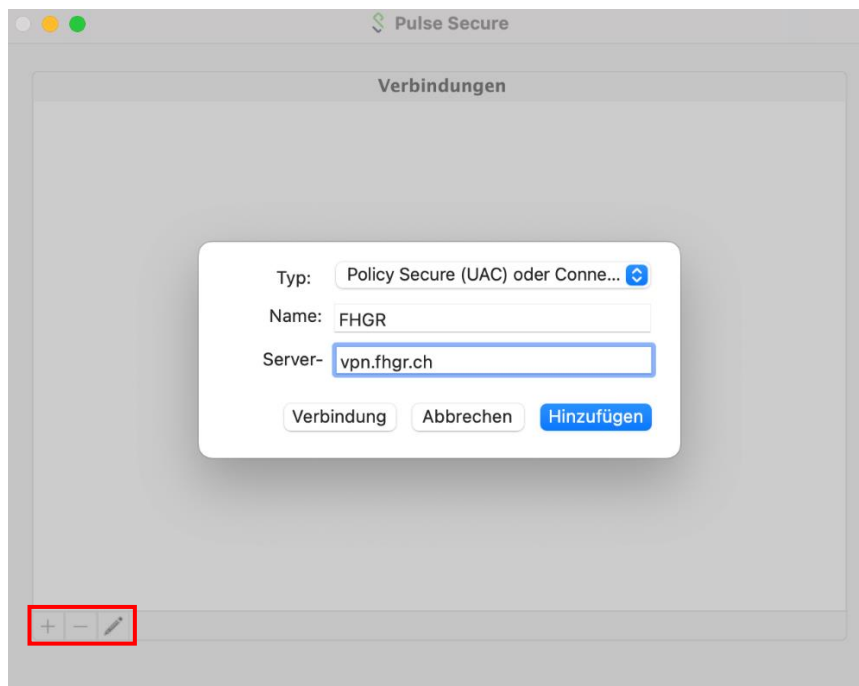 Pulse Secure
Verbindungen
Typ: Policy Secure (UAC) oder Conne...
Name: FHGR
Server- vpn.fhgr.ch
Verbindung Abbrechen Hinzufügen